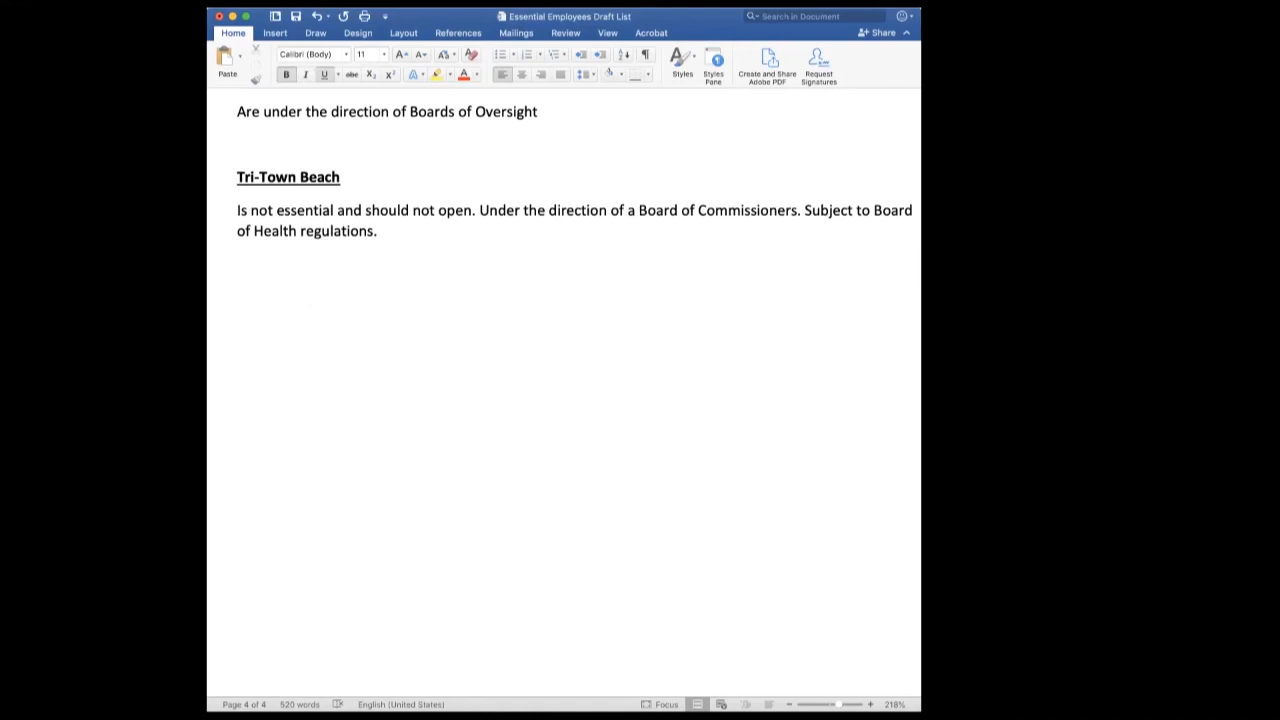 Essential Employees Draft List
Search in Document
Home Insert Draw Design Layout References Mailings Review View Acrobat Share
Paste
Calibri (Body) 11
Styles
Styles Pane
Create and Share Adobe PDF
Request Signatures
Are under the direction of Boards of Oversight
Tri-Town Beach
Is not essential and should not open. Under the direction of a Board of Commissioners. Subject to Board
of Health regulations.
Page 4 of 4 520 words English (United States) Focus 218%